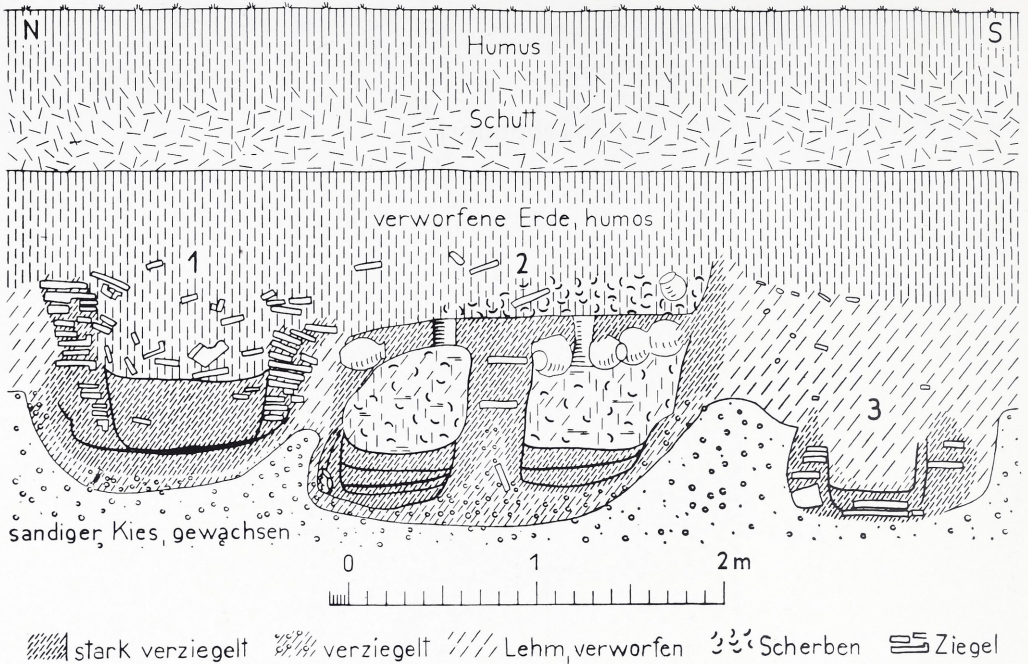 N
S
Humus
Schutt
verworfene Erde, humos
1
2
3
sandiger Kies, gewachsen
0 1 2 m
stark verziegelt verziegelt Lehm, verworfen Scherben Ziegel